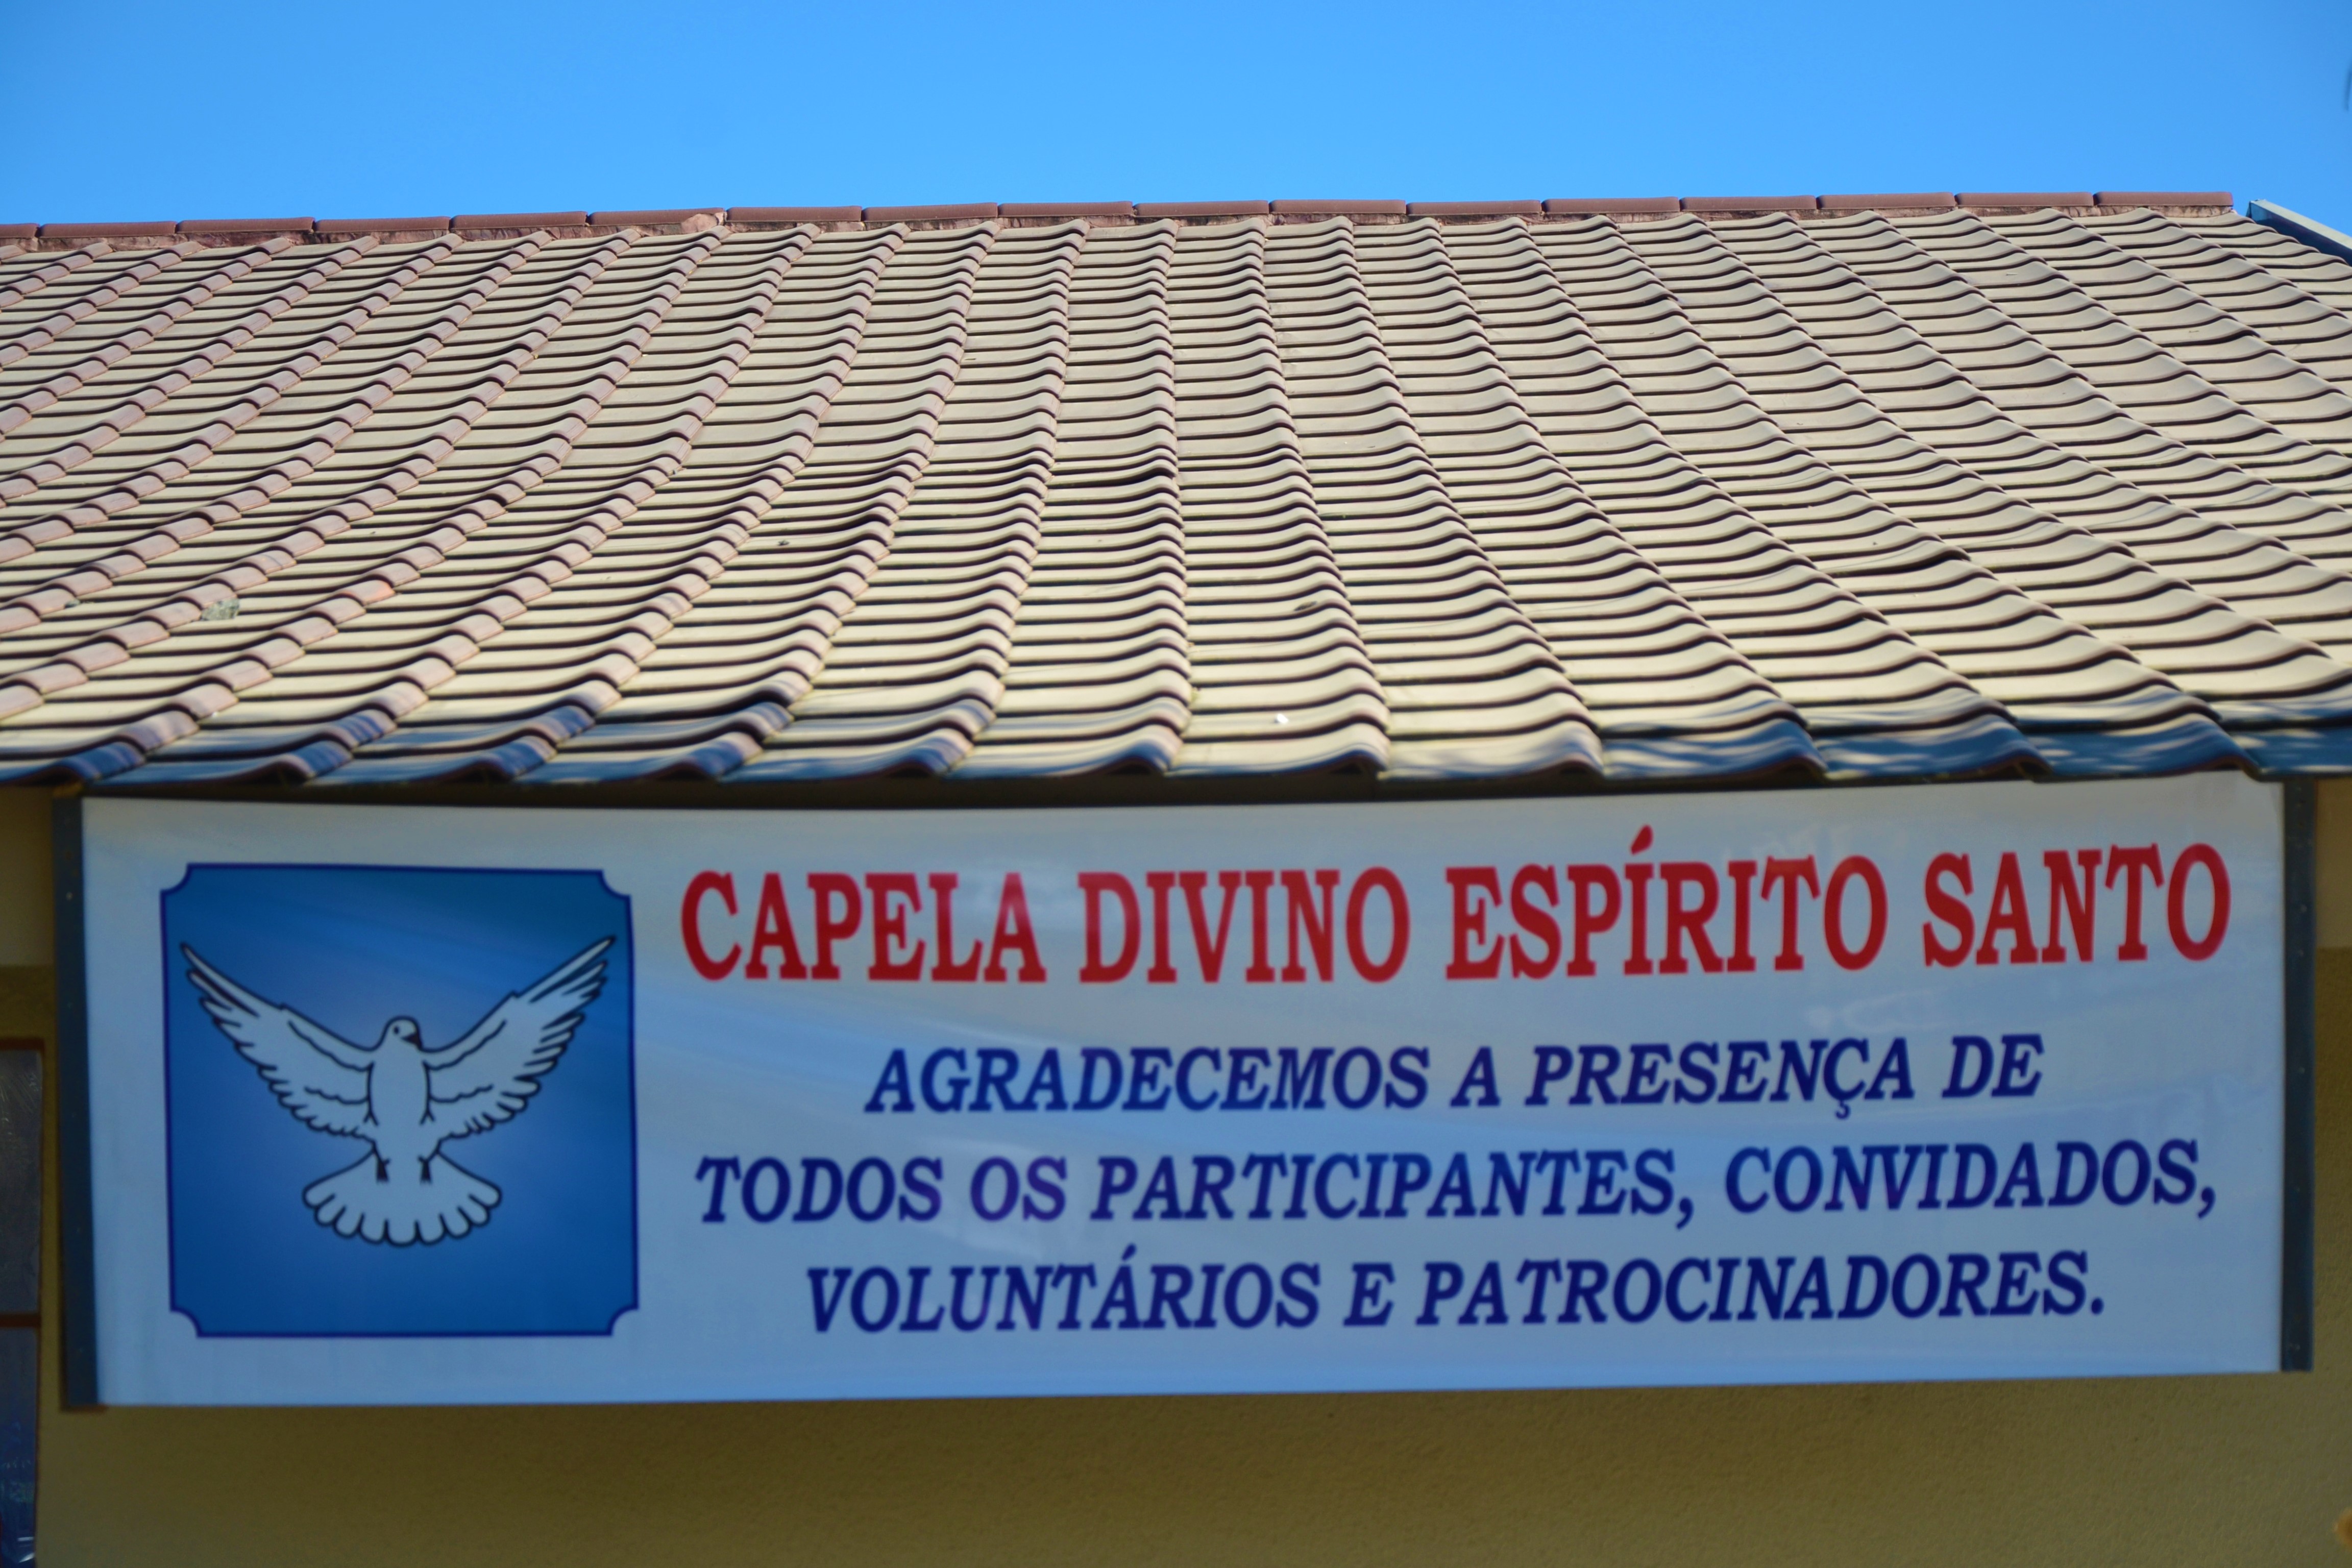 CAPELA DIVINO ESPÍRITO SANTO
AGRADECEMOS A PRESENÇA DE
TODOS OS PARTICIPANTES, CONVIDADOS,
VOLUNTÁRIOS E PATROCINADORES.